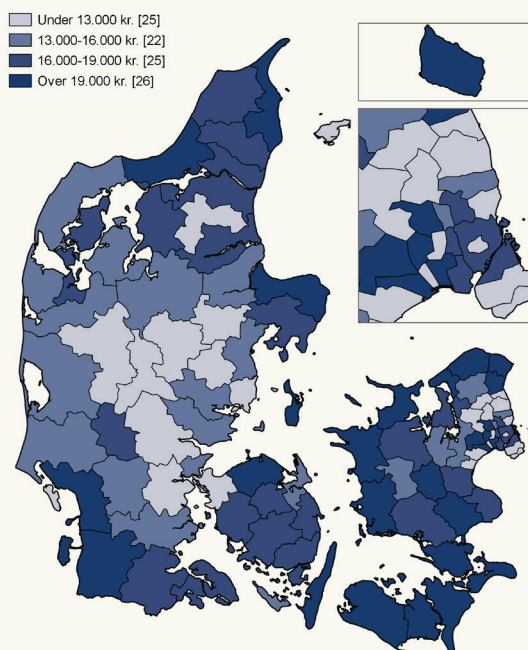 Under 13.000 kr. [25]
13.000-16.000 kr. [22]
16.000-19.000 kr. [25]
Over 19.000 kr. [26]